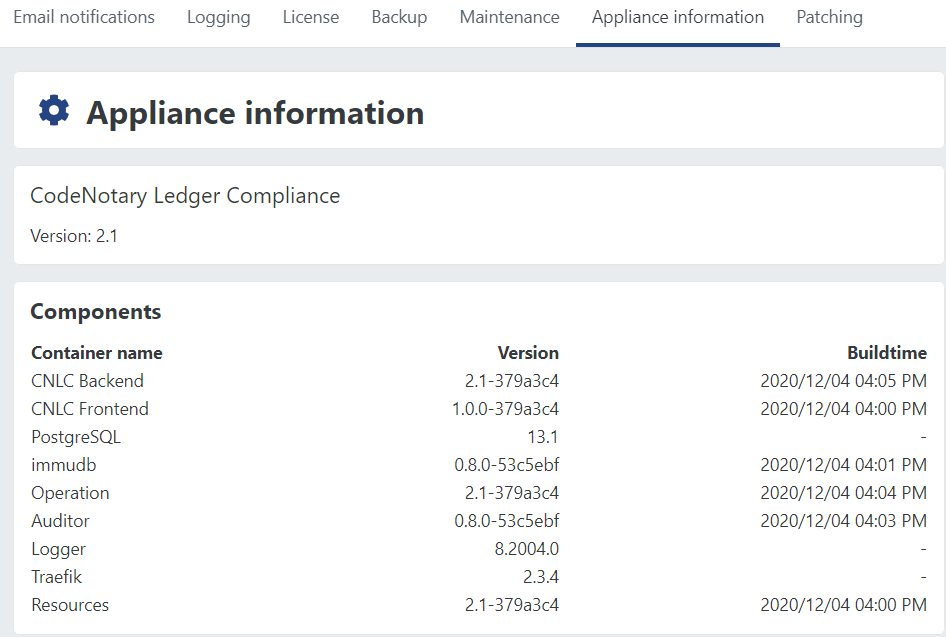 Email notifications Logging License Backup Maintenance Appliance information Patching
Appliance information
CodeNotary Ledger Compliance
Version: 2.1
Components
Container name Version Buildtime
CNLC Backend 2.1-379a3c4 2020/12/04 04:05 PM
CNLC Frontend 1.0.0-379a3c4 2020/12/04 04:00 PM
PostgreSQL 13.1 -
immudb 0.8.0-53c5ebf 2020/12/04 04:01 PM
Operation 2.1-379a3c4 2020/12/04 04:04 PM
Auditor 0.8.0-53c5ebf 2020/12/04 04:03 PM
Logger 8.2004.0 -
Traefik 2.3.4 -
Resources 2.1-379a3c4 2020/12/04 04:00 PM